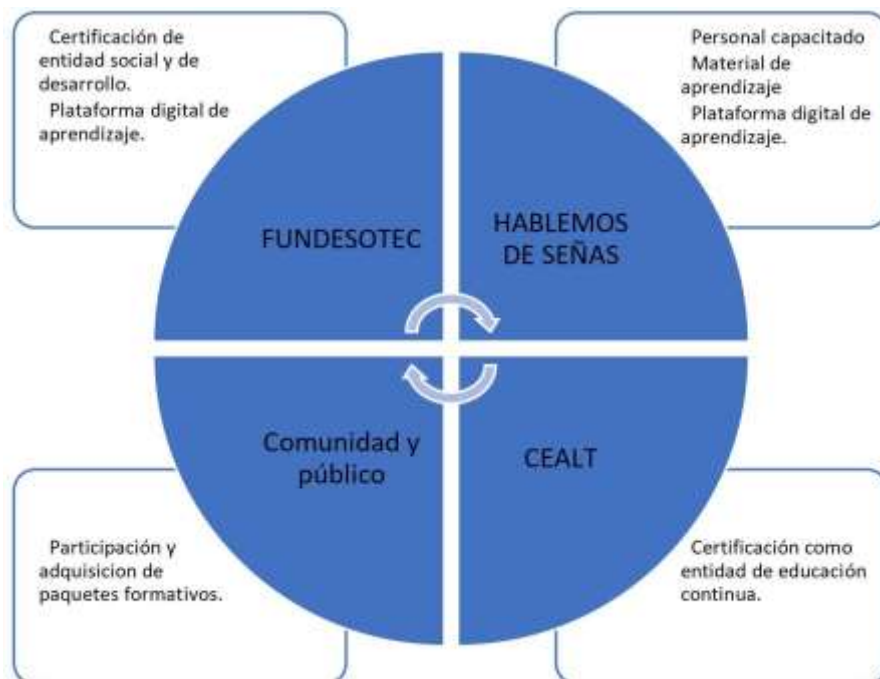 Certificación de
entidad social y de
desarrollo.
Plataforma digital de
aprendizaje.
Personal capacitado
Material de
aprendizaje
Plataforma digital de
aprendizaje.
FUNDESOTEC
HABLEMOS
DE SEÑAS
Comunidad y
público
CEALT
Participación y
adquisicion de
paquetes formativos.
Certificación como
entidad de educación
continua.